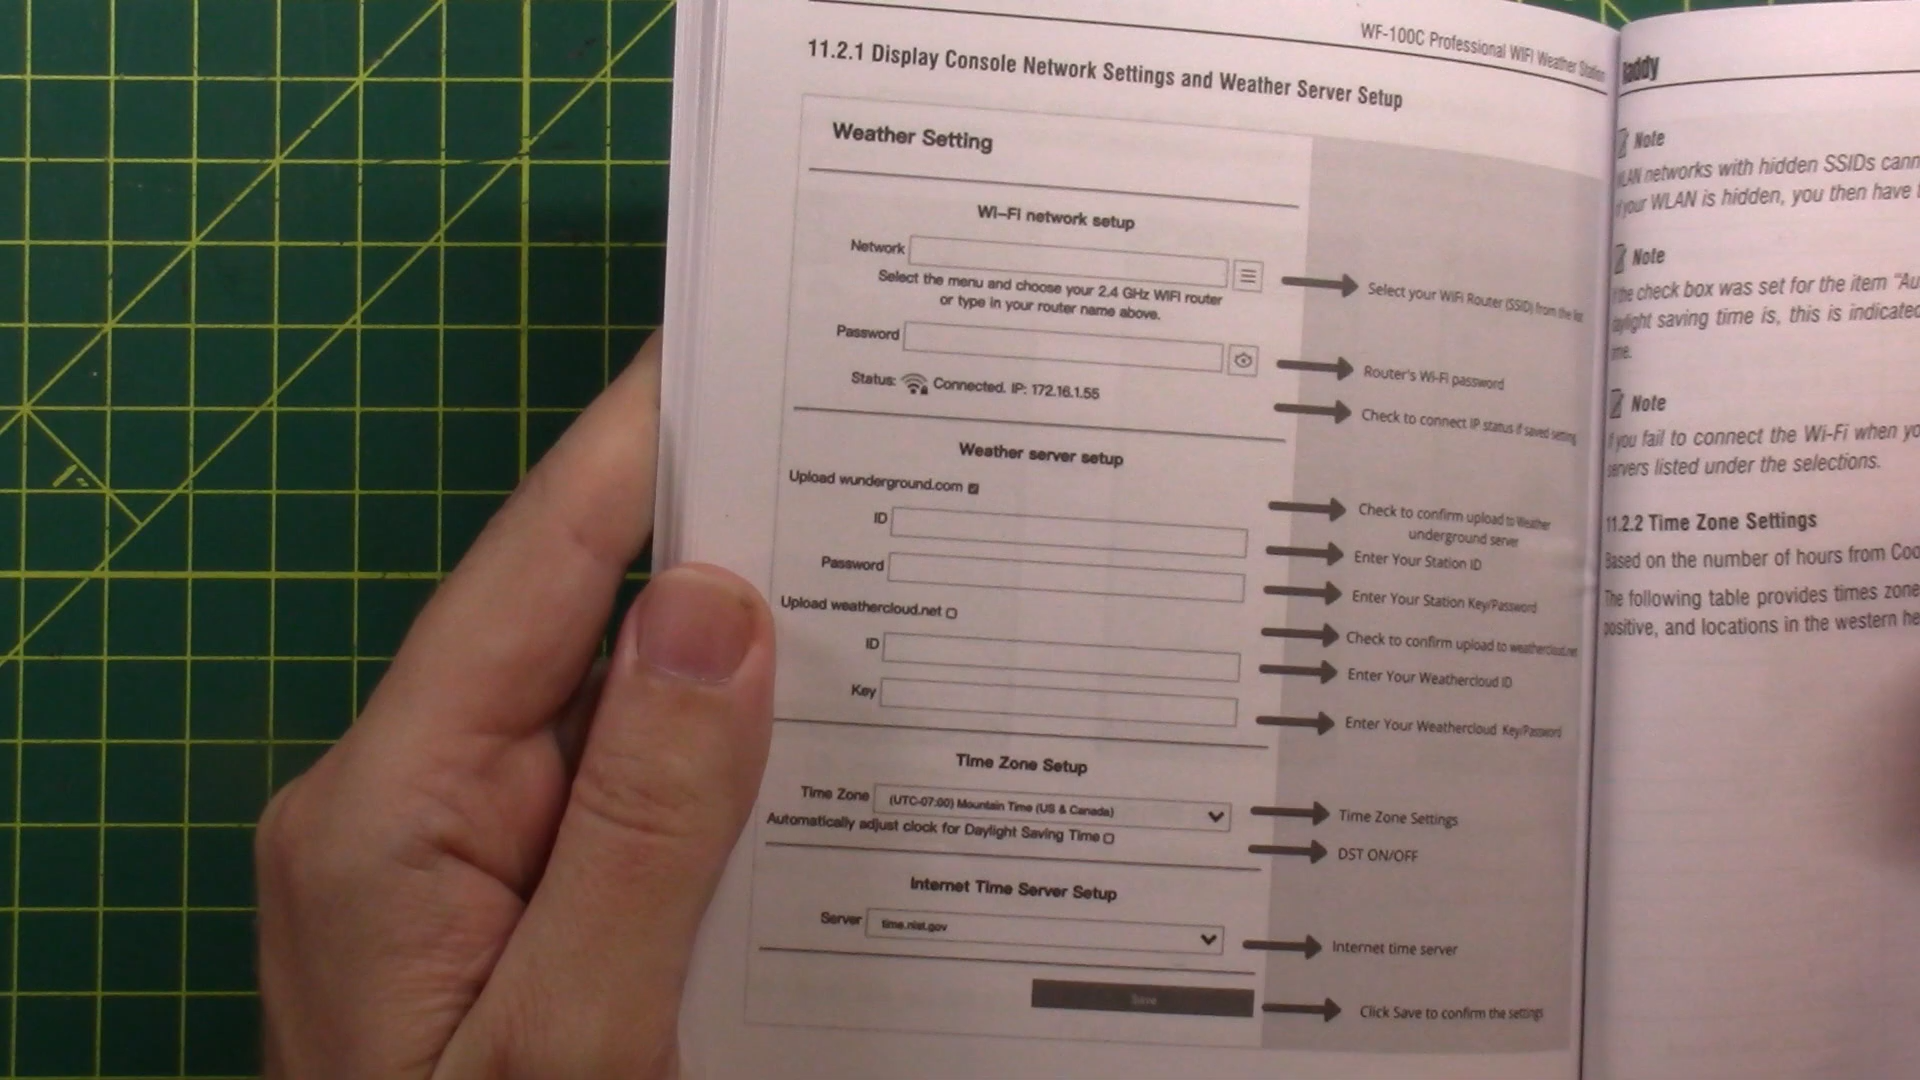 WF-100C Professional WIFI Weather Station
11.2.1 Display Console Network Settings and Weather Server Setup
Weather Setting
Wi-Fi network setup
Network
Select your WiFi Router (SSID) from the list
Select the menu and choose your 2.4 GHz WIFI router
or type in your router name above.
Password
Router's Wi-Fi password
Status: Connected. IP: 172.16.1.55
Check to connect IP status if saved setting
Weather server setup
Upload wunderground.com
Check to confirm upload to Weather
underground server
ID
Enter Your Station ID
Password
Enter Your Station Key/Password
Upload weathercloud.net
Check to confirm upload to weathercloud.net
ID
Enter Your Weathercloud ID
Key
Enter Your Weathercloud Key/Password
Time Zone Setup
Time Zone (UTC-07:00) Mountain Time (US & Canada)
Time Zone Settings
Automatically adjust clock for Daylight Saving Time
DST ON/OFF
Internet Time Server Setup
Server time.nist.gov
Internet time server
Save
Click Save to confirm the settings
Note
networks with hidden SSIDs
your WLAN is hidden, you then have
Note
check box was set for the item
saving time is, this is indicated
Note
you fail to connect the Wi-Fi when
listed under the selections.
11.2.2 Time Zone Settings
Based on the number of hours from
The following table provides times
positive, and locations in the western